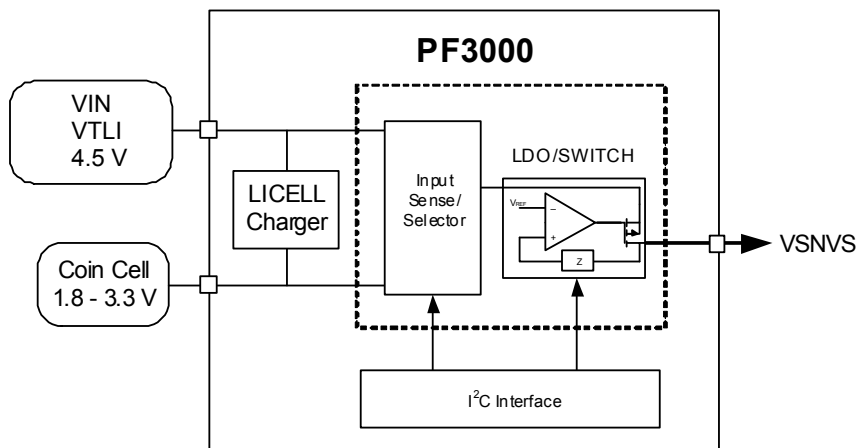 PF3000
VIN
VTLI
4.5 V
LICELL
Charger
Coin Cell
1.8 - 3.3 V
Input
Sense/
Selector
LDO/SWITCH
VREF
–
+
Z
VSNVS
I²C Interface